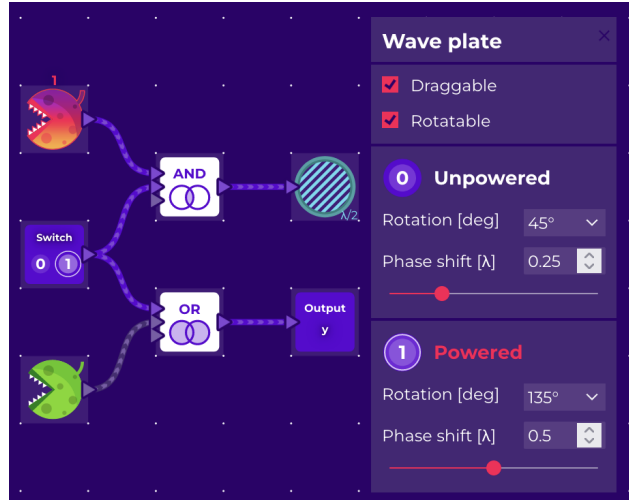 Wave plate
Draggable
Rotatable
0 Unpowered
Rotation [deg] 45°
Phase shift [λ] 0.25
1 Powered
Rotation [deg] 135°
Phase shift [λ] 0.5
1
AND
λ/2
Switch
0 1
OR
Output
y